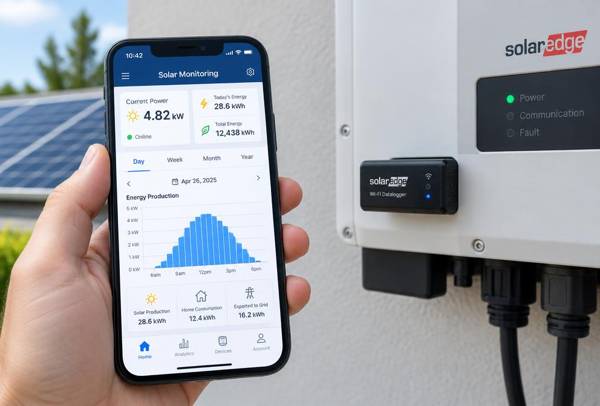 10:42
Solar Monitoring
Current Power
4.82 kW
Online
Today's Energy
28.6 kWh
Total Energy
12,438 kWh
Day Week Month Year
Apr 26, 2025
Energy Production
5 kW
4 kW
3 kW
2 kW
1 kW
0 kW
6am 9am 12pm 3pm 6pm
Solar Production
28.6 kWh
Home Consumption
12.4 kWh
Exported to Grid
16.2 kWh
Home Analytics Devices Account
solaredge
Power
Communication
Fault
solaredge
Wi-Fi Datalogger